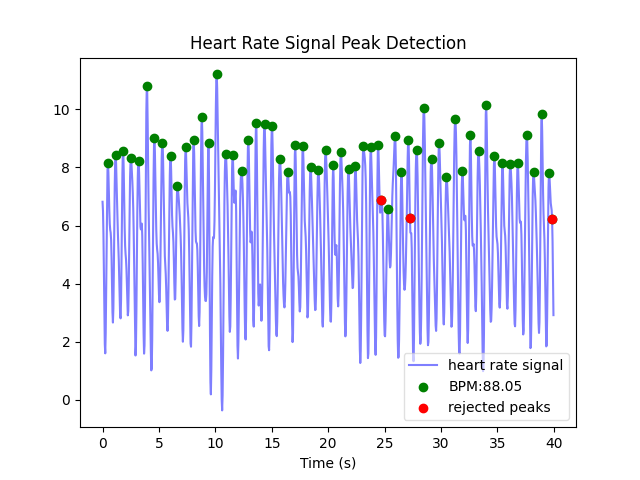 Heart Rate Signal Peak Detection
10
8
6
4
2
0
heart rate signal
BPM:88.05
rejected peaks
0 5 10 15 20 25 30 35 40
Time (s)